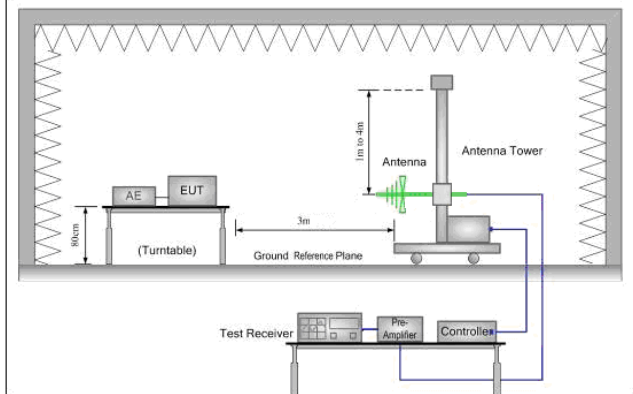 1m to 4m
Antenna
Antenna Tower
AE
EUT
80cm
(Turntable)
3m
Ground Reference Plane
Test Receiver
Pre-
Amplifier
Controller